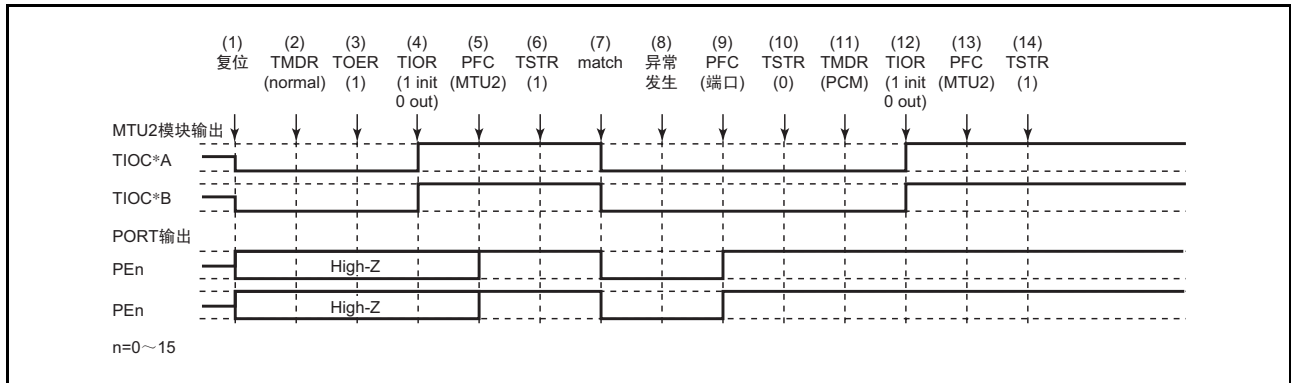 (1) (2) (3) (4) (5) (6) (7) (8) (9) (10) (11) (12) (13) (14)
复位 TMDR TOER TIOR PFC TSTR match 异常 PFC TSTR TMDR TIOR PFC TSTR
(normal) (1) (1 init (MTU2) (1) 发生 (端口) (0) (PCM) (1 init (MTU2) (1)
0 out) 0 out)
MTU2模块输出
TIOC*A
TIOC*B
PORT输出
PEn High-Z
PEn High-Z
n=0～15